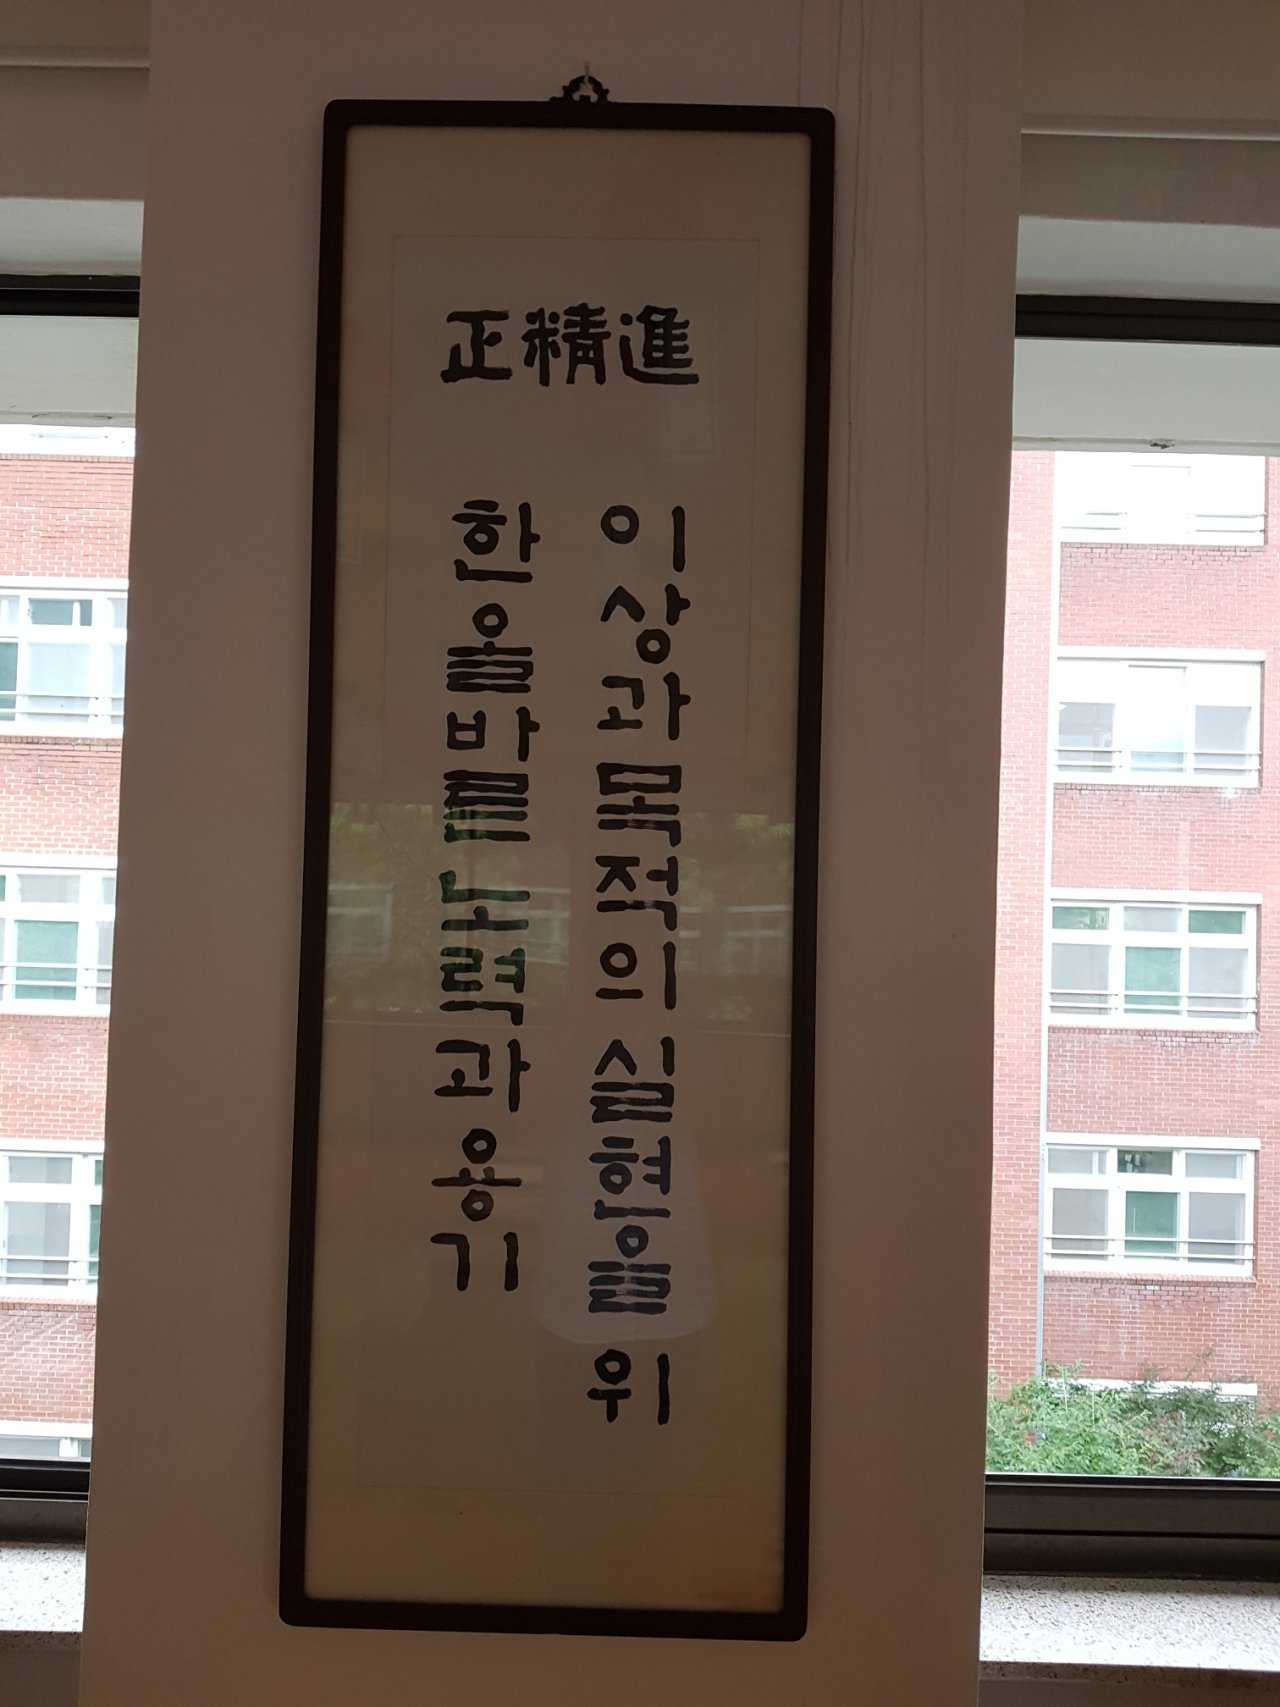 正精進
이상과 목적의 실현을 위
한 올바른 노력과 용기